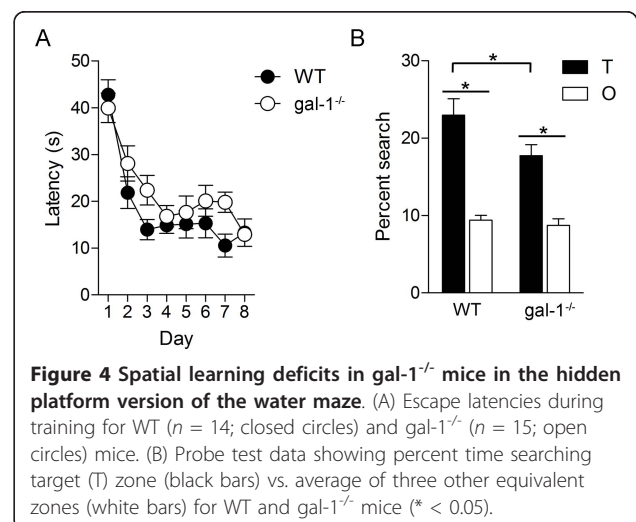 A
50
40
30
20
10
0
Latency (s)
WT
gal-1-/-
1 2 3 4 5 6 7 8
Day
B
30
20
10
0
Percent search
*
*
*
T
O
WT
gal-1-/-
Figure 4 Spatial learning deficits in gal-1-/- mice in the hidden
platform version of the water maze. (A) Escape latencies during
training for WT (n = 14; closed circles) and gal-1-/- (n = 15; open
circles) mice. (B) Probe test data showing percent time searching
target (T) zone (black bars) vs. average of three other equivalent
zones (white bars) for WT and gal-1-/- mice (* < 0.05).